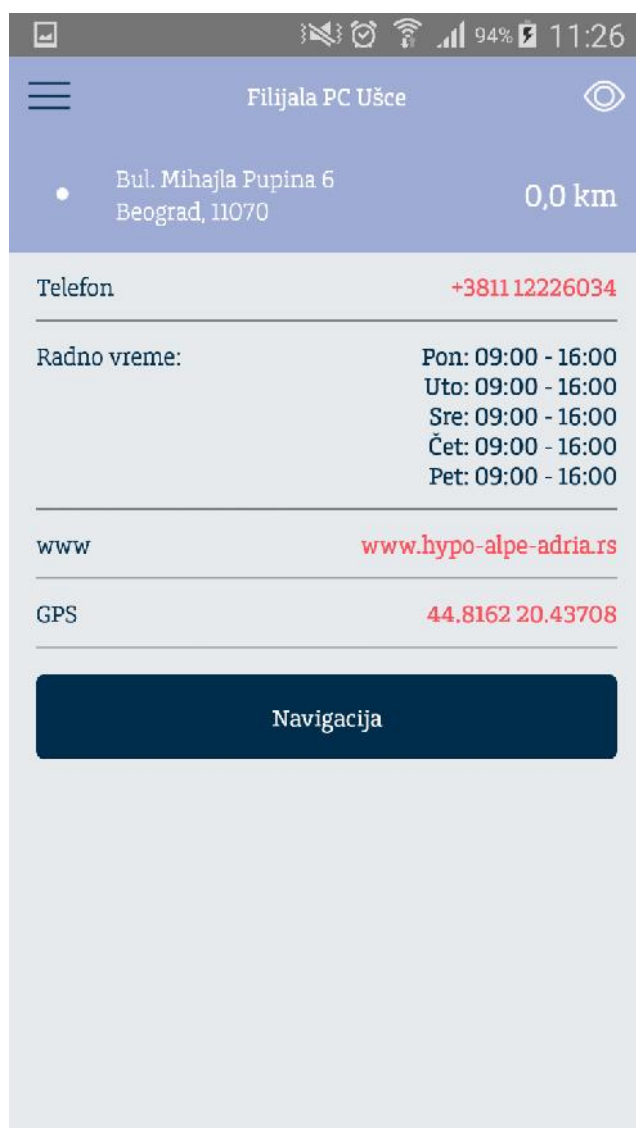 94% 11:26
Filijala PC Ušce
Bul. Mihajla Pupina 6
Beograd, 11070
0,0 km
Telefon +381112226034
Radno vreme: Pon: 09:00 - 16:00
Uto: 09:00 - 16:00
Sre: 09:00 - 16:00
Čet: 09:00 - 16:00
Pet: 09:00 - 16:00
www www.hypo-alpe-adria.rs
GPS 44.8162 20.43708
Navigacija